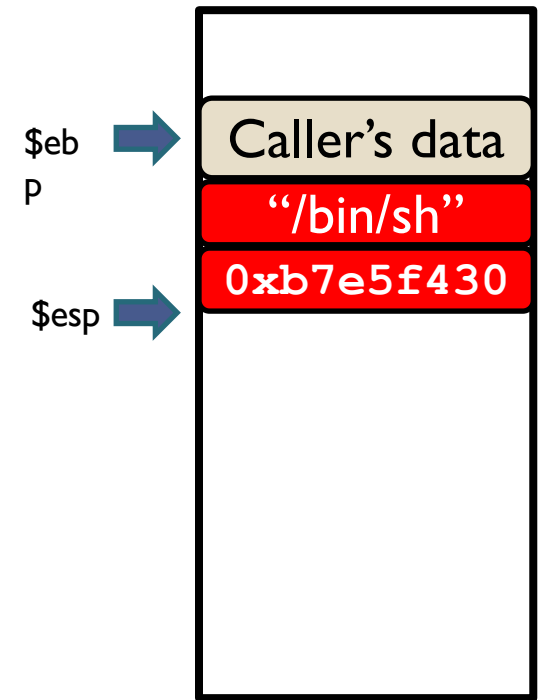 $eb
p
Caller’s data
“/bin/sh”
0xb7e5f430
$esp